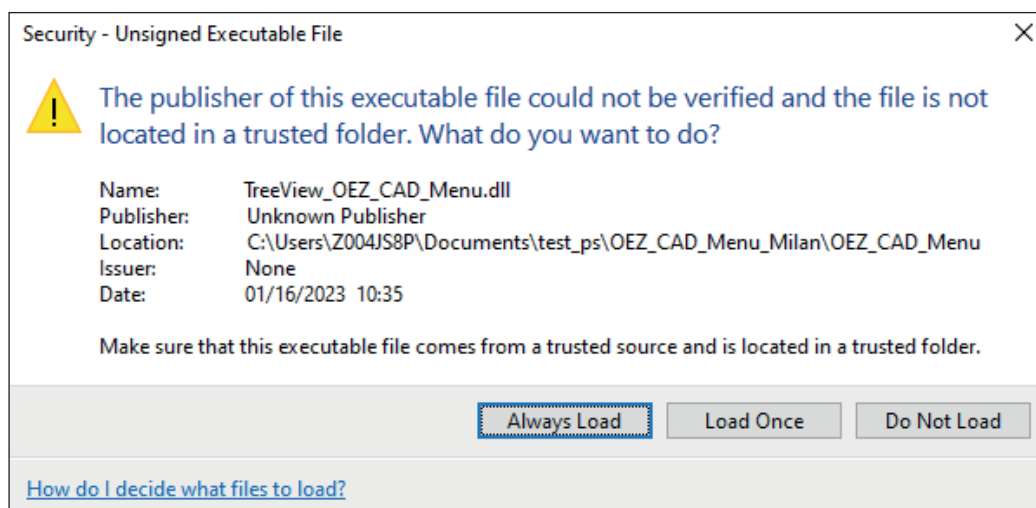 Security - Unsigned Executable File
The publisher of this executable file could not be verified and the file is not
located in a trusted folder. What do you want to do?
Name: TreeView_OEZ_CAD_Menu.dll
Publisher: Unknown Publisher
Location: C:\Users\Z004JS8P\Documents\test_ps\OEZ_CAD_Menu_Milan\OEZ_CAD_Menu
Issuer: None
Date: 01/16/2023 10:35
Make sure that this executable file comes from a trusted source and is located in a trusted folder.
Always Load Load Once Do Not Load
How do I decide what files to load?